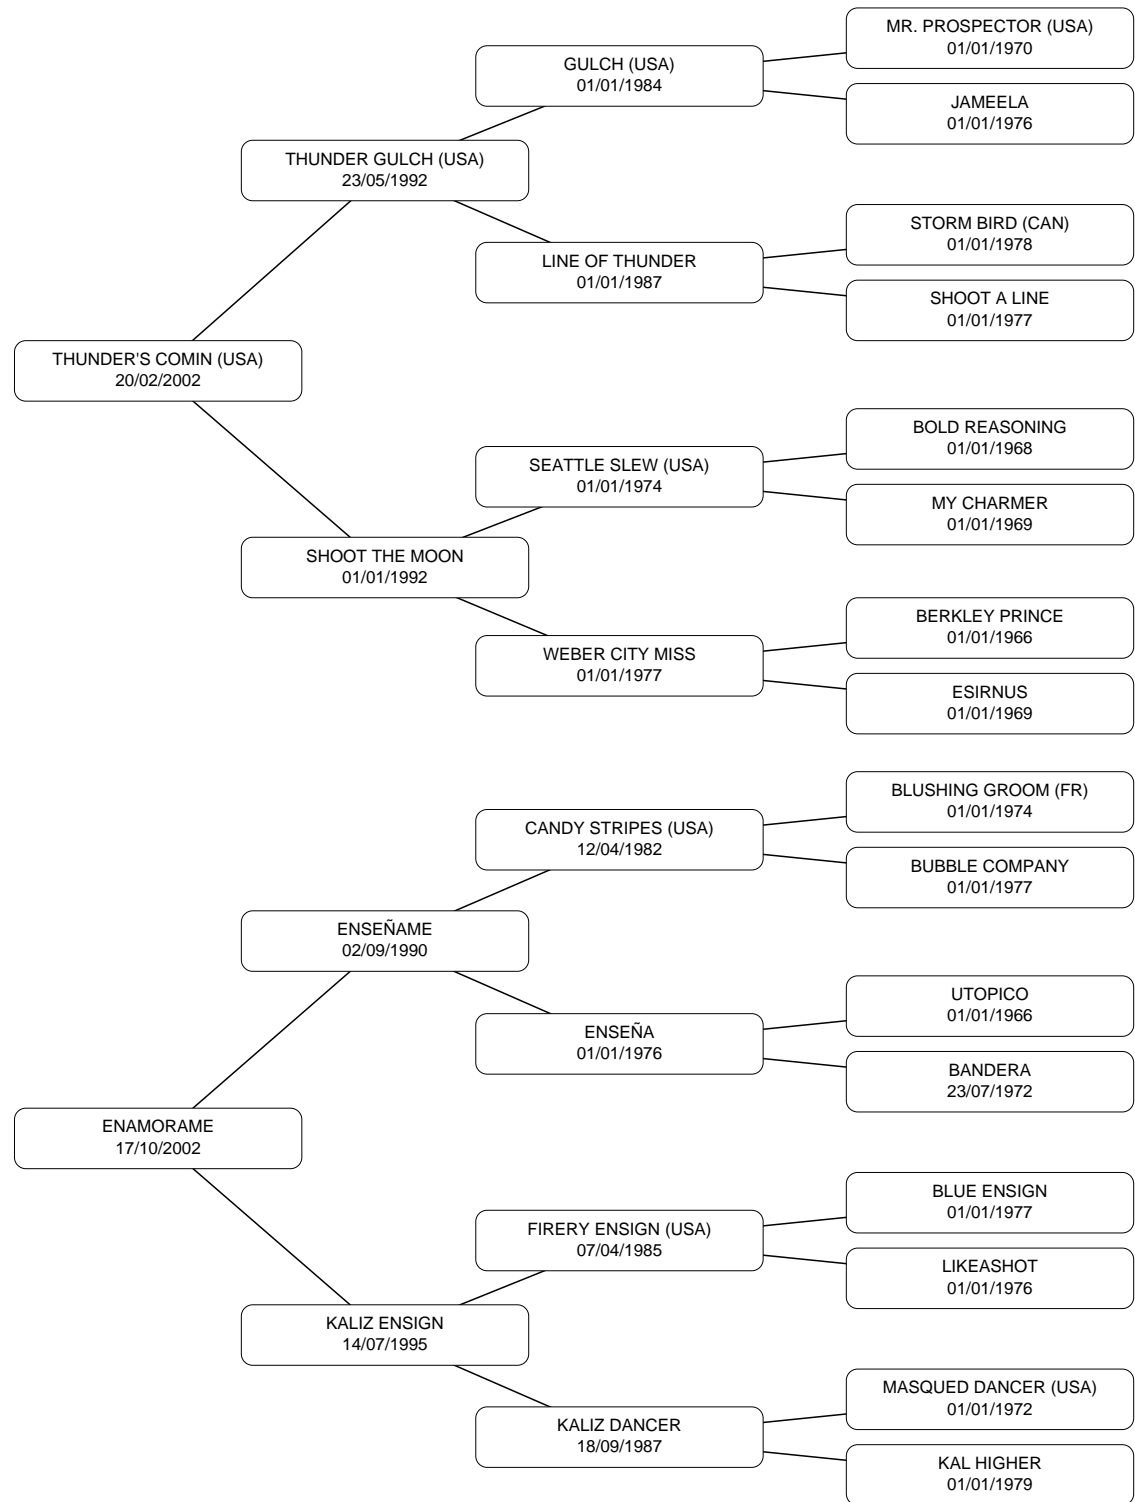 MR. PROSPECTOR (USA)
01/01/1970
GULCH (USA)
01/01/1984
JAMEELA
01/01/1976
THUNDER GULCH (USA)
23/05/1992
STORM BIRD (CAN)
01/01/1978
LINE OF THUNDER
01/01/1987
SHOOT A LINE
01/01/1977
THUNDER'S COMIN (USA)
20/02/2002
BOLD REASONING
01/01/1968
SEATTLE SLEW (USA)
01/01/1974
MY CHARMER
01/01/1969
SHOOT THE MOON
01/01/1992
BERKLEY PRINCE
01/01/1966
WEBER CITY MISS
01/01/1977
ESIRNUS
01/01/1969
BLUSHING GROOM (FR)
01/01/1974
CANDY STRIPES (USA)
12/04/1982
BUBBLE COMPANY
01/01/1977
ENSEÑAME
02/09/1990
UTOPICO
01/01/1966
ENSEÑA
01/01/1976
BANDERA
23/07/1972
ENAMORAME
17/10/2002
BLUE ENSIGN
01/01/1977
FIRERY ENSIGN (USA)
07/04/1985
LIKEASHOT
01/01/1976
KALIZ ENSIGN
14/07/1995
MASQUED DANCER (USA)
01/01/1972
KALIZ DANCER
18/09/1987
KAL HIGHER
01/01/1979